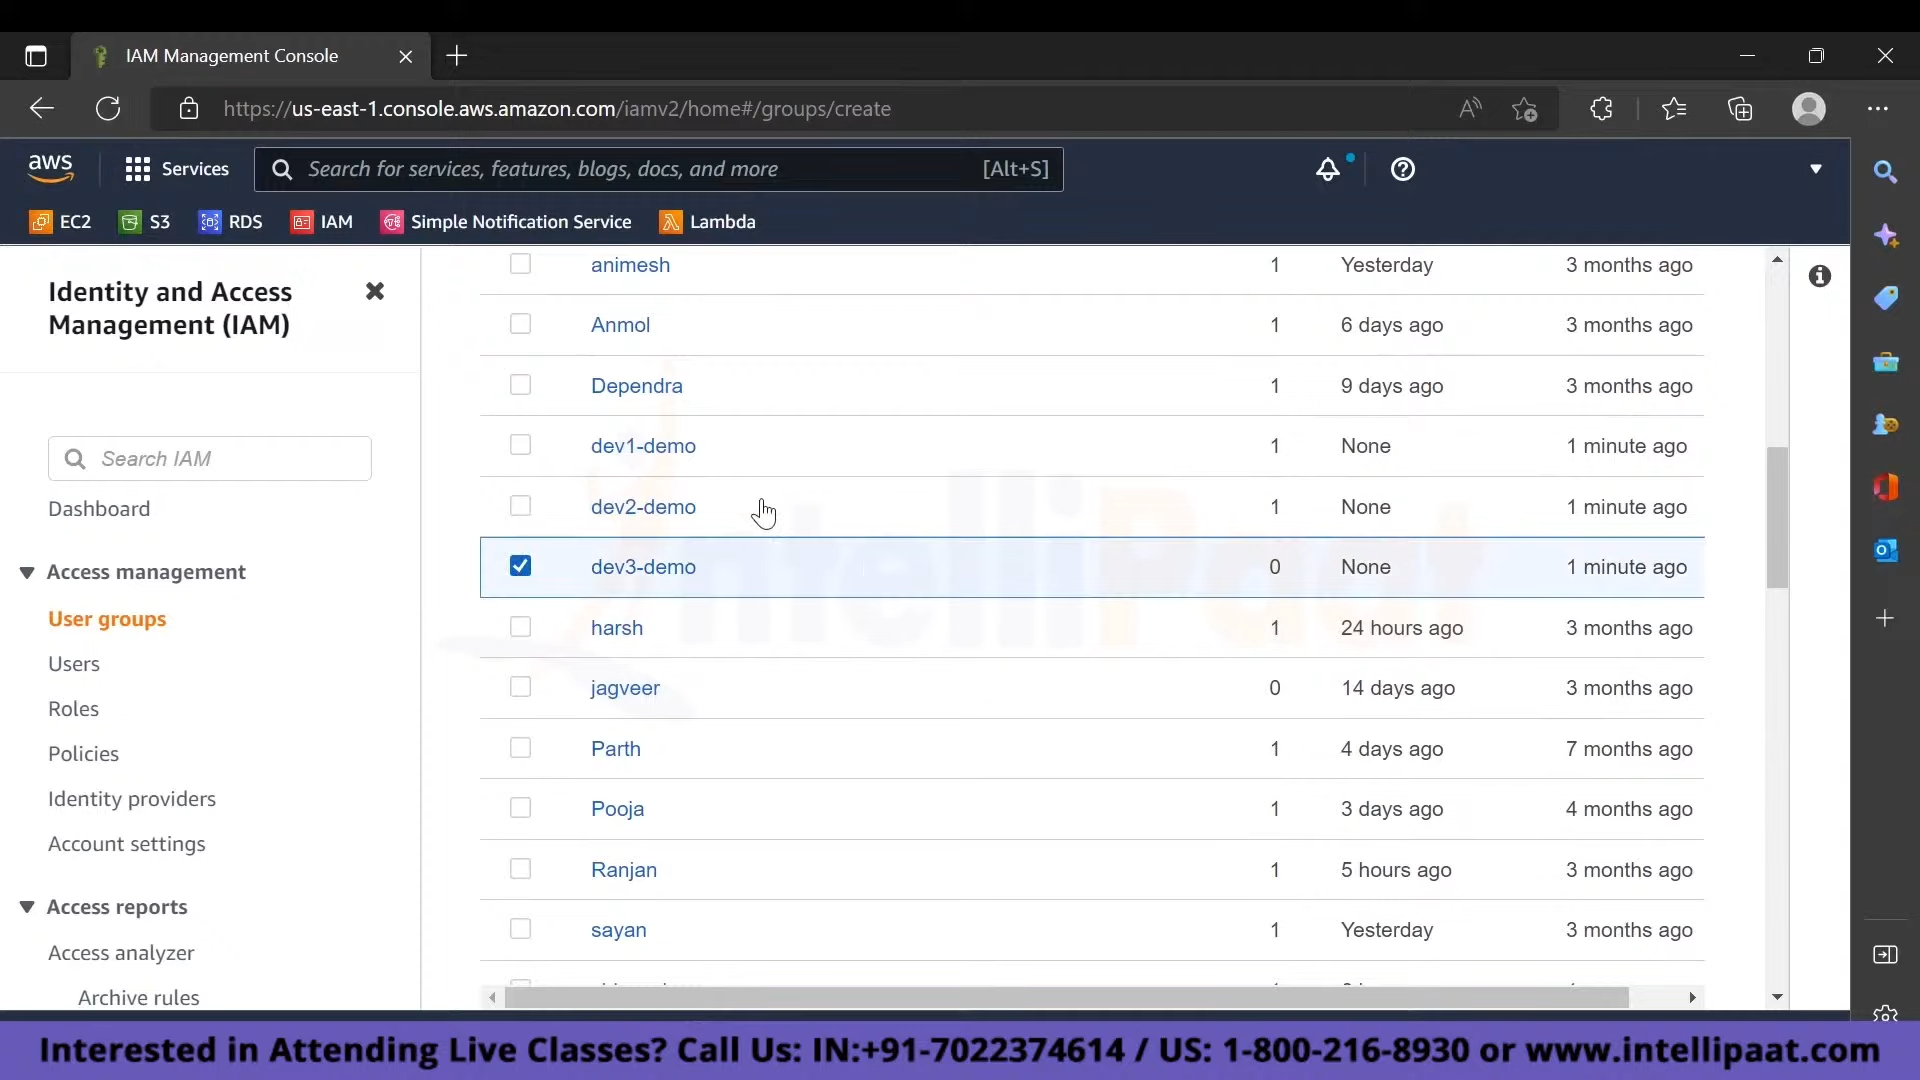 IAM Management Console
https://us-east-1.console.aws.amazon.com/iamv2/home#/groups/create
aws
Services
Search for services, features, blogs, docs, and more [Alt+S]
EC2 S3 RDS IAM Simple Notification Service Lambda
Identity and Access
Management (IAM)
Search IAM
Dashboard
Access management
User groups
Users
Roles
Policies
Identity providers
Account settings
Access reports
Access analyzer
Archive rules
animesh 1 Yesterday 3 months ago
Anmol 1 6 days ago 3 months ago
Dependra 1 9 days ago 3 months ago
dev1-demo 1 None 1 minute ago
dev2-demo 1 None 1 minute ago
dev3-demo 0 None 1 minute ago
harsh 1 24 hours ago 3 months ago
jagveer 0 14 days ago 3 months ago
Parth 1 4 days ago 7 months ago
Pooja 1 3 days ago 4 months ago
Ranjan 1 5 hours ago 3 months ago
sayan 1 Yesterday 3 months ago
IntelliPaat
Interested in Attending Live Classes? Call Us: IN:+91-7022374614 / US: 1-800-216-8930 or www.intellipaat.com